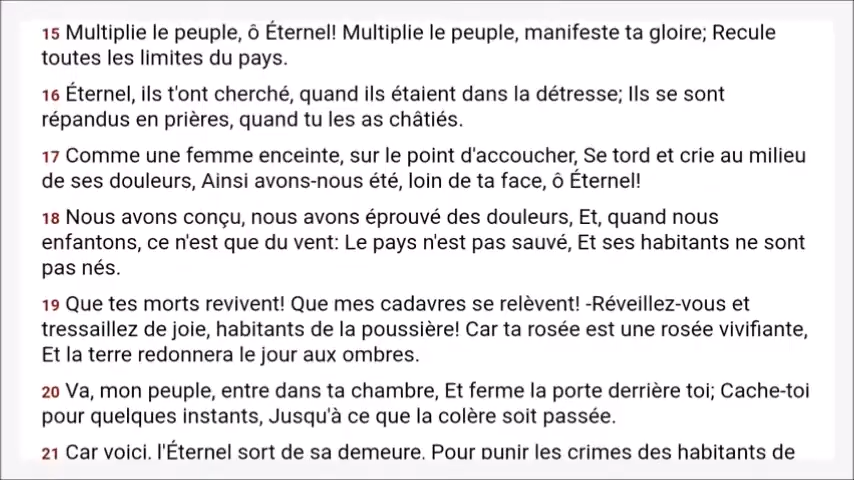 15 Multiplie le peuple, ô Éternel! Multiplie le peuple, manifeste ta gloire; Recule
toutes les limites du pays.
16 Éternel, ils t'ont cherché, quand ils étaient dans la détresse; Ils se sont
répandus en prières, quand tu les as châtiés.
17 Comme une femme enceinte, sur le point d'accoucher, Se tord et crie au milieu
de ses douleurs, Ainsi avons-nous été, loin de ta face, ô Éternel!
18 Nous avons conçu, nous avons éprouvé des douleurs, Et, quand nous
enfantons, ce n'est que du vent: Le pays n'est pas sauvé, Et ses habitants ne sont
pas nés.
19 Que tes morts revivent! Que mes cadavres se relèvent! -Réveillez-vous et
tressaillez de joie, habitants de la poussière! Car ta rosée est une rosée vivifiante,
Et la terre redonnera le jour aux ombres.
20 Va, mon peuple, entre dans ta chambre, Et ferme la porte derrière toi; Cache-toi
pour quelques instants, Jusqu'à ce que la colère soit passée.
21 Car voici, l'Éternel sort de sa demeure, Pour punir les crimes des habitants de